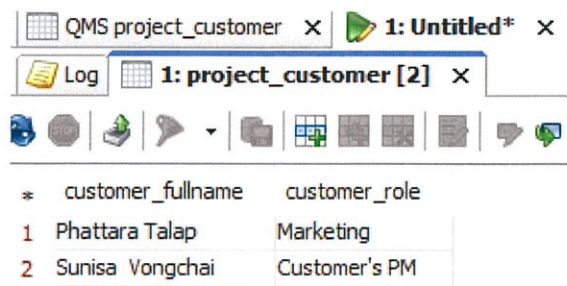 QMS project_customer X 1: Untitled* X
Log 1: project_customer [2] X
STOP
* customer_fullname customer_role
1 Phattara Talap Marketing
2 Sunisa Vongchai Customer's PM